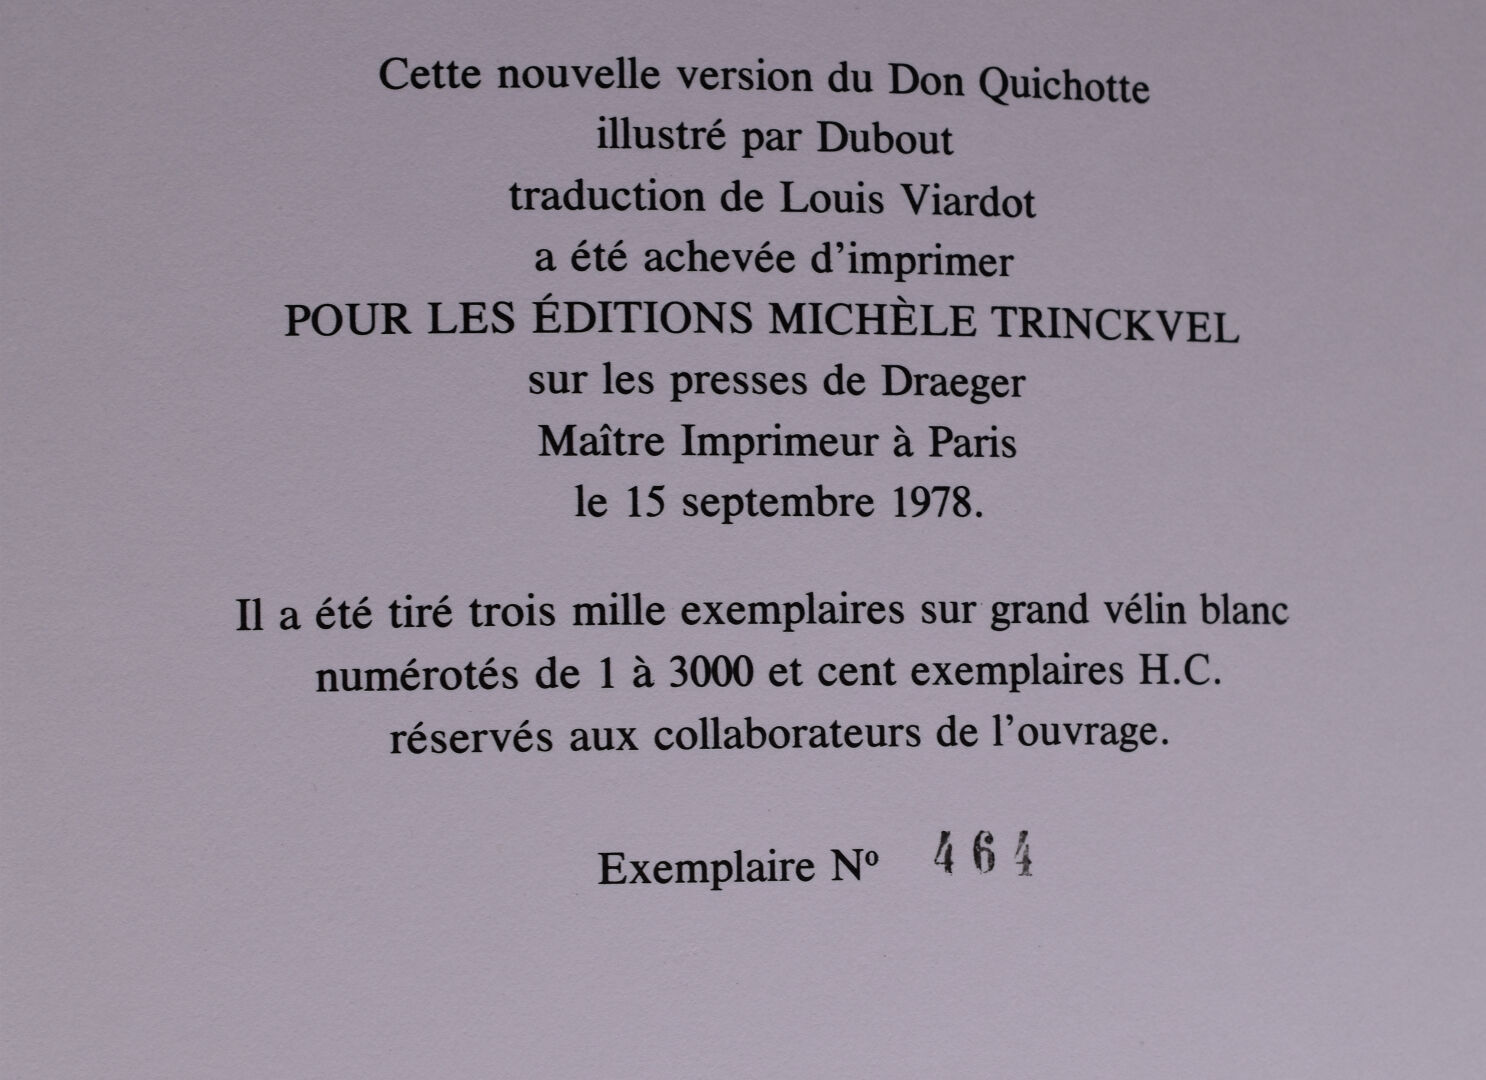 Cette nouvelle version du Don Quichotte
illustré par Dubout
traduction de Louis Viardot
a été achevée d'imprimer
POUR LES ÉDITIONS MICHÈLE TRINCKVEL
sur les presses de Draeger
Maître Imprimeur à Paris
le 15 septembre 1978.
Il a été tiré trois mille exemplaires sur grand vélin blanc
numérotés de 1 à 3000 et cent exemplaires H.C.
réservés aux collaborateurs de l'ouvrage.
Exemplaire Nº 464